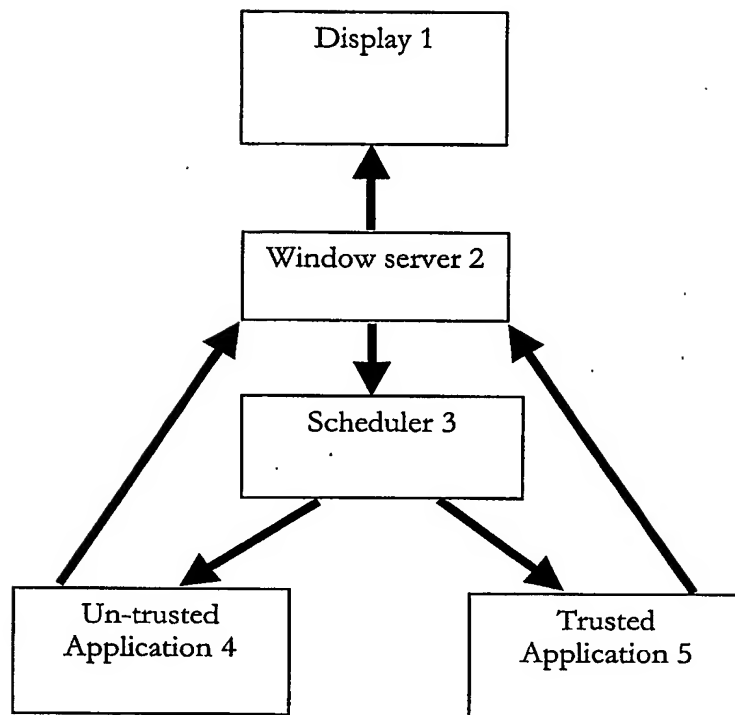 Display 1
Window server 2
Scheduler 3
Un-trusted
Application 4
Trusted
Application 5